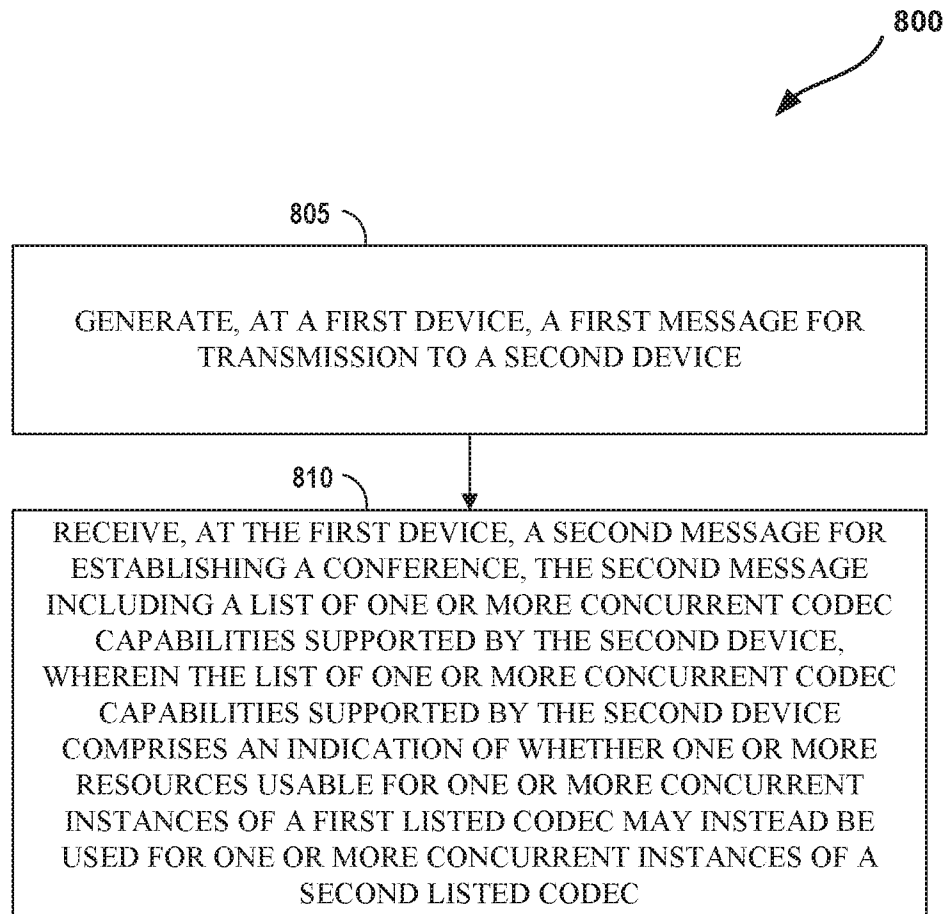 800
805
GENERATE, AT A FIRST DEVICE, A FIRST MESSAGE FOR
TRANSMISSION TO A SECOND DEVICE
810
RECEIVE, AT THE FIRST DEVICE, A SECOND MESSAGE FOR
ESTABLISHING A CONFERENCE, THE SECOND MESSAGE
INCLUDING A LIST OF ONE OR MORE CONCURRENT CODEC
CAPABILITIES SUPPORTED BY THE SECOND DEVICE,
WHEREIN THE LIST OF ONE OR MORE CONCURRENT CODEC
CAPABILITIES SUPPORTED BY THE SECOND DEVICE
COMPRISES AN INDICATION OF WHETHER ONE OR MORE
RESOURCES USABLE FOR ONE OR MORE CONCURRENT
INSTANCES OF A FIRST LISTED CODEC MAY INSTEAD BE
USED FOR ONE OR MORE CONCURRENT INSTANCES OF A
SECOND LISTED CODEC